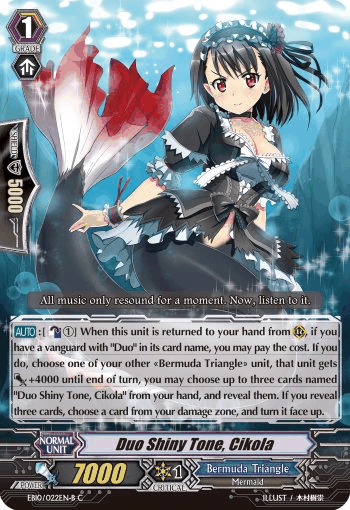 1
GRADE
SHIELD
5000
All music only resound for a moment. Now, listen to it.
AUTO : [ ①] When this unit is returned to your hand from , if you
have a vanguard with "Duo" in its card name, you may pay the cost. If you
do, choose one of your other «Bermuda Triangle» unit, that unit gets
+4000 until end of turn, you may choose up to three cards named
"Duo Shiny Tone, Cikola" from your hand, and reveal them. If you reveal
three cards, choose a card from your damage zone, and turn it face up.
NORMAL
UNIT
Duo Shiny Tone, Cikola
POWER
7000
1
CRITICAL
Bermuda Triangle
Mermaid
EB10/022EN-B C
ILLUST / 木村樹崇